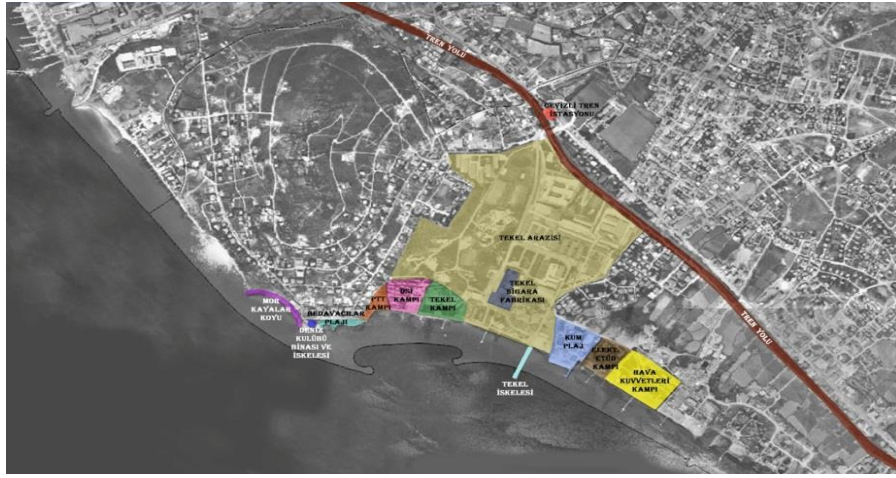 TREN YOLU
CEVİZLİ TREN
İSTASYONU
TEKEL ARAZİSİ
TEKEL
SİGARA
FABRİKASI
DSİ
KAMPI
PTT
KAMPI
TEKEL
KAMPI
MOR
KAYALAR
KOYU
BEDAVACILAR
PLAJI
DENİZ
KULÜBÜ
BİNASI VE
İSKELESİ
KUM
PLAJ
ELEKT.
ETÜD
KAMPI
HAVA
KUVVETLERİ
KAMPI
TEKEL
İSKELESİ
TREN YOLU